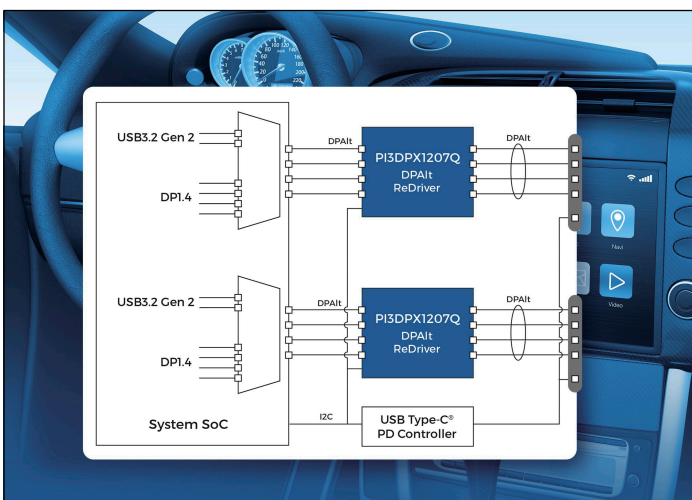 USB3.2 Gen 2
DP1.4
DPAlt
PI3DPX1207Q
DPAlt
ReDriver
DPAlt
USB3.2 Gen 2
DP1.4
DPAlt
PI3DPX1207Q
DPAlt
ReDriver
DPAlt
System SoC
I2C
USB Type-C®
PD Controller
Navi
Video